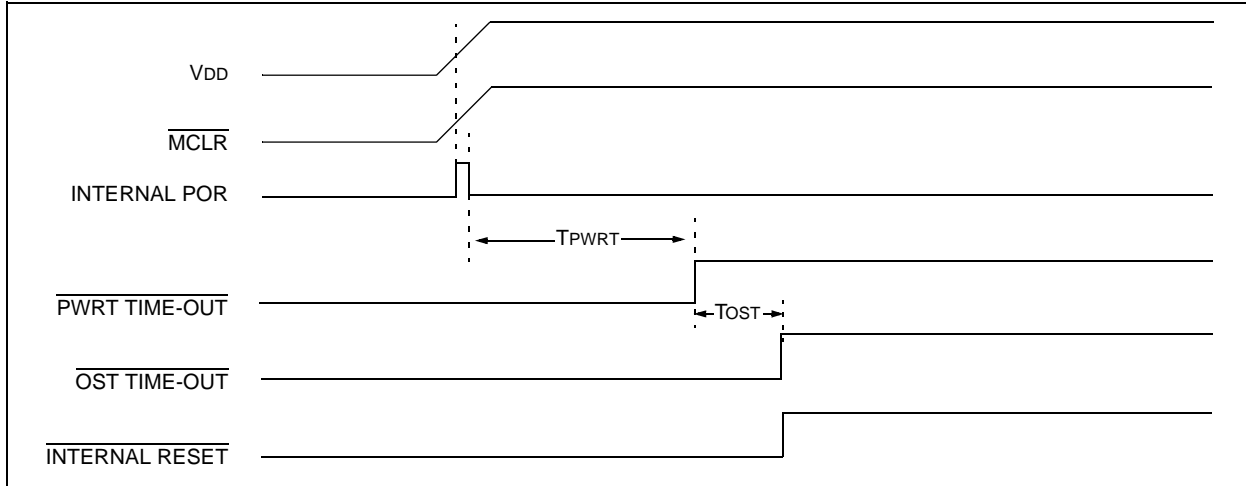 VDD
MCLR
INTERNAL POR
TPWRT
PWRT TIME-OUT
TOST
OST TIME-OUT
INTERNAL RESET